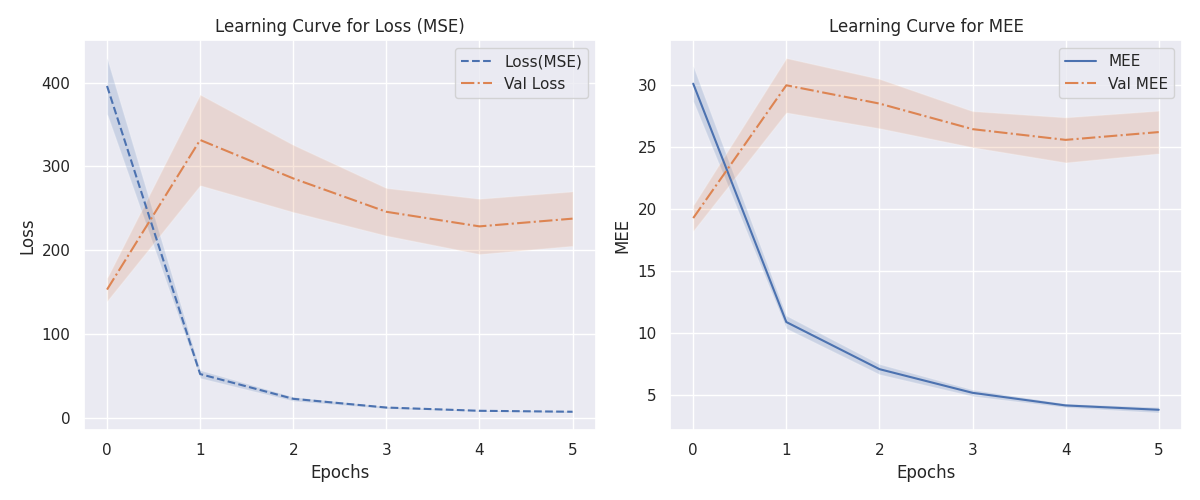 Learning Curve for Loss (MSE)
Loss(MSE)
Val Loss
400
300
200
100
0
Loss
0 1 2 3 4 5
Epochs
Learning Curve for MEE
MEE
Val MEE
30
25
20
15
10
5
MEE
0 1 2 3 4 5
Epochs